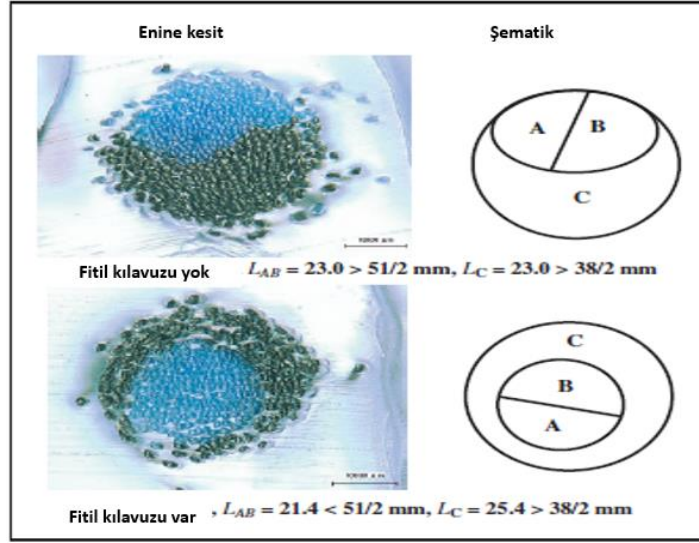 Enine kesit
Şematik
A
B
C
Fitil kılavuzu yok
L_AB = 23.0 > 51/2 mm, L_C = 23.0 > 38/2 mm
C
B
A
Fitil kılavuzu var
, L_AB = 21.4 < 51/2 mm, L_C = 25.4 > 38/2 mm